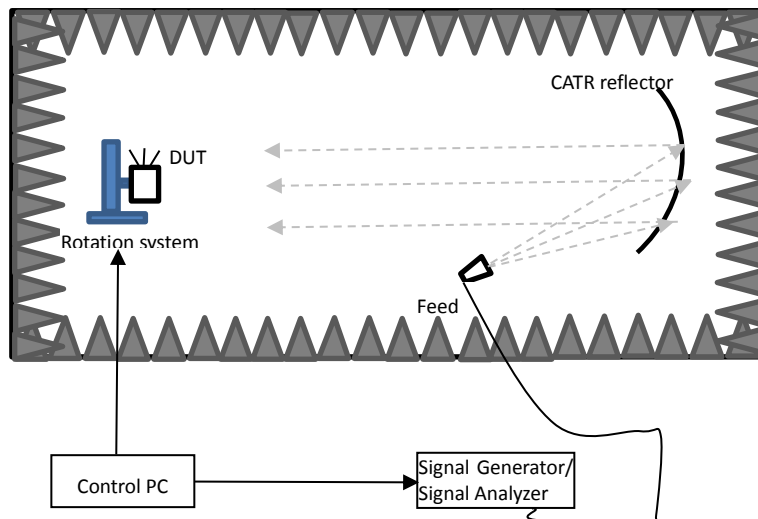 CATR reflector
DUT
Rotation system
Feed
Control PC
Signal Generator/
Signal Analyzer